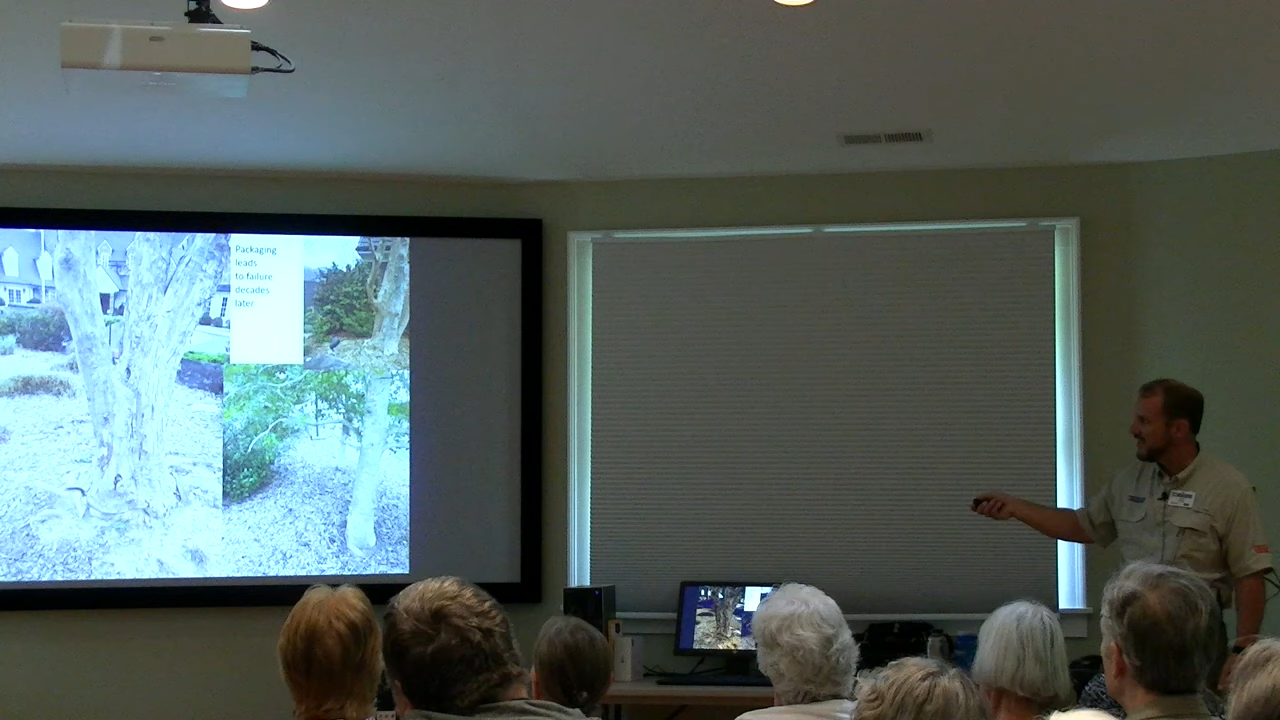 Packaging
leads
to failure
decades
later